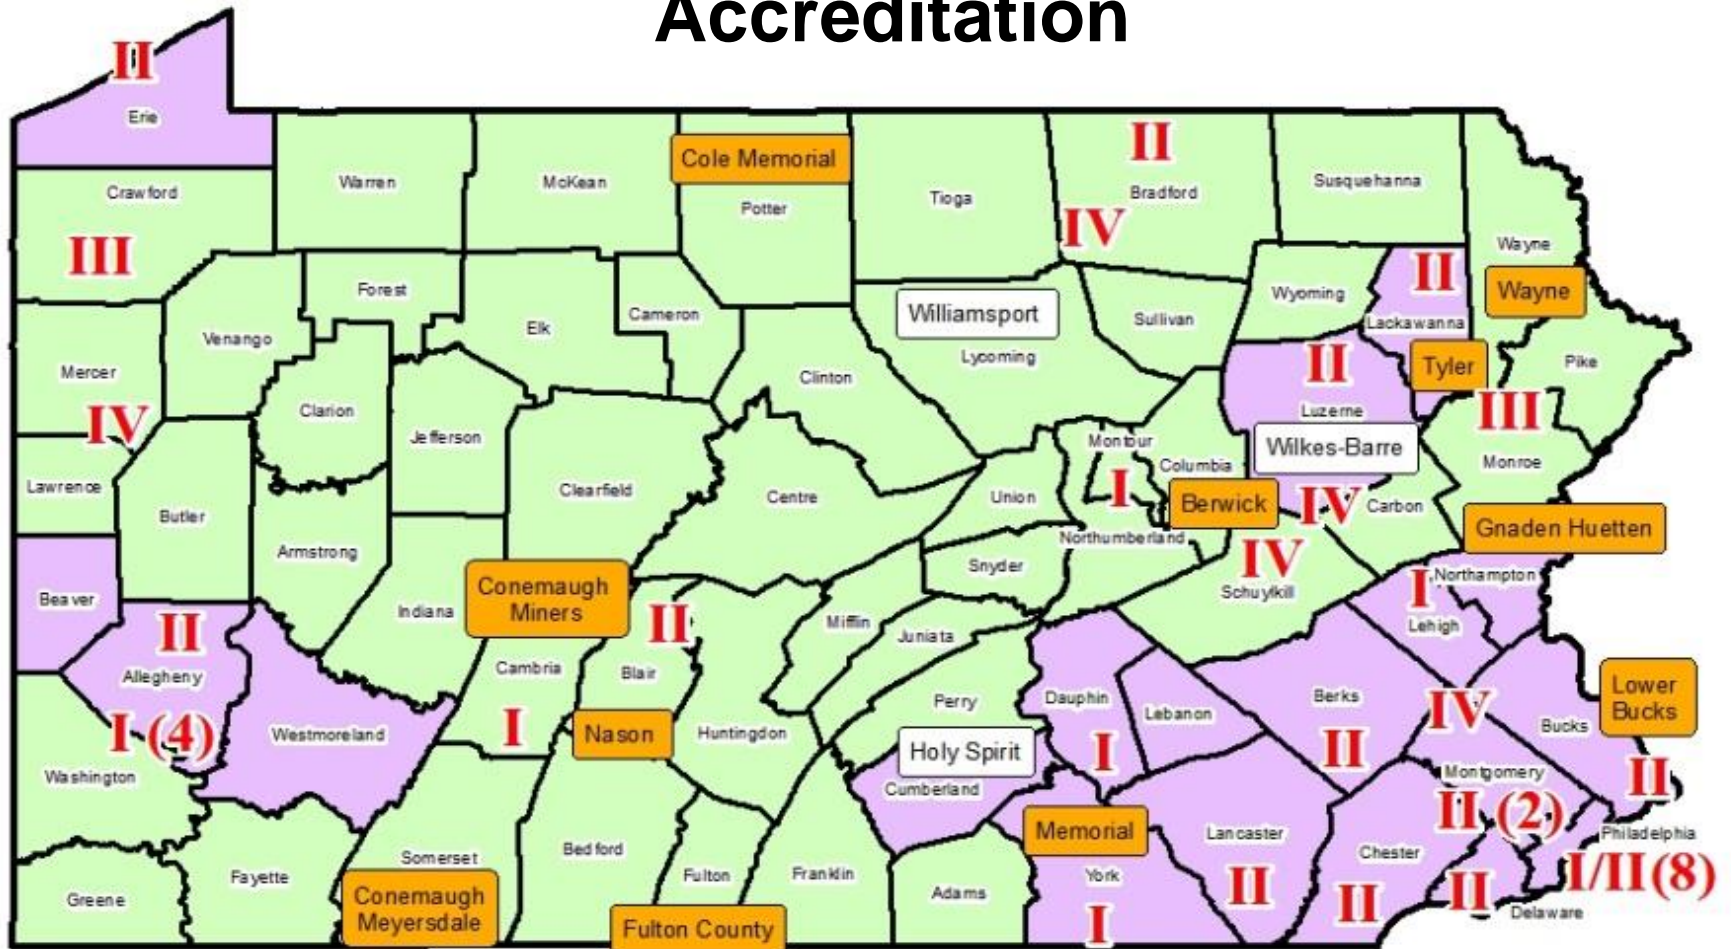 Accreditation
II
Erie
Crawford
III
Warren
McKean
Cole Memorial
Potter
Tioga
II
Bradford
IV
Susquehanna
Wayne
Wayne
Forest
Venango
Elk
Cameron
Williamsport
Lycoming
Sullivan
Wyoming
II
Lackawanna
Mercer
IV
Clarion
Jefferson
Clinton
II
Luzerne
Tyler
Pike
III
Monroe
Wilkes-Barre
Lawrence
Butler
Clearfield
Centre
Union
Montour
I
Columbia
Berwick
IV
Carbon
Gnaden Huetten
Armstrong
Northumberland
Snyder
IV
Schuylkill
Beaver
II
Allegheny
I (4)
Indiana
Conemaugh
Miners
II
Blair
Mifflin
Juniata
I
Northampton
Lehigh
Cambria
I
Westmoreland
Washington
Nason
Huntingdon
Perry
Holy Spirit
Cumberland
Dauphin
I
Lebanon
Berks
II
IV
Bucks
Lower
Bucks
II
Montgomery
II (2)
Philadelphia
I/II(8)
Greene
Fayette
Somerset
Conemaugh
Meyersdale
Bedford
Fulton
Fulton County
Franklin
Adams
Memorial
York
I
Lancaster
II
Chester
II
II
Delaware